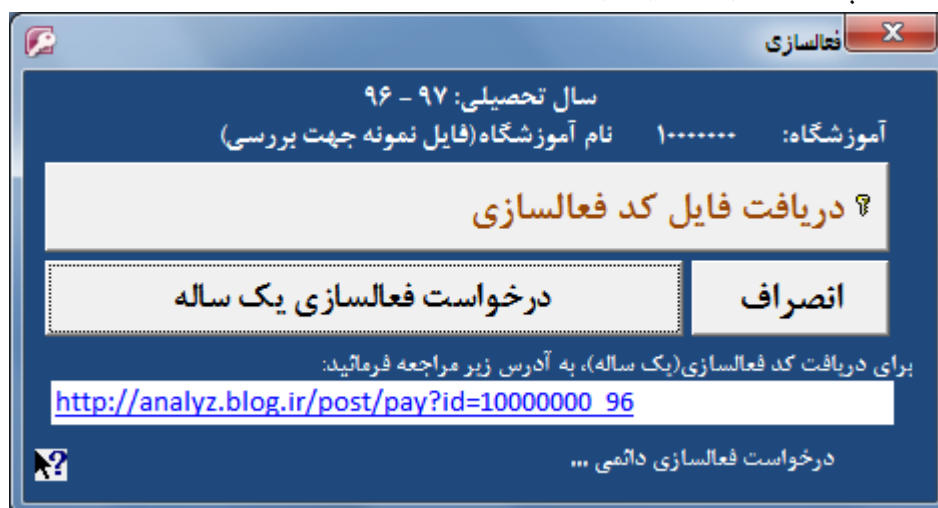 فعالسازی
سال تحصیلی: ۹۷ - ۹۶
آموزشگاه: ۱۰۰۰۰۰۰۰ نام آموزشگاه(فایل نمونه جهت بررسی)
دریافت فایل کد فعالسازی
انصراف
درخواست فعالسازی یک ساله
برای دریافت کد فعالسازی(یک ساله)، به آدرس زیر مراجعه فرمائید:
http://analyz.blog.ir/post/pay?id=10000000_96
درخواست فعالسازی دائمی ...